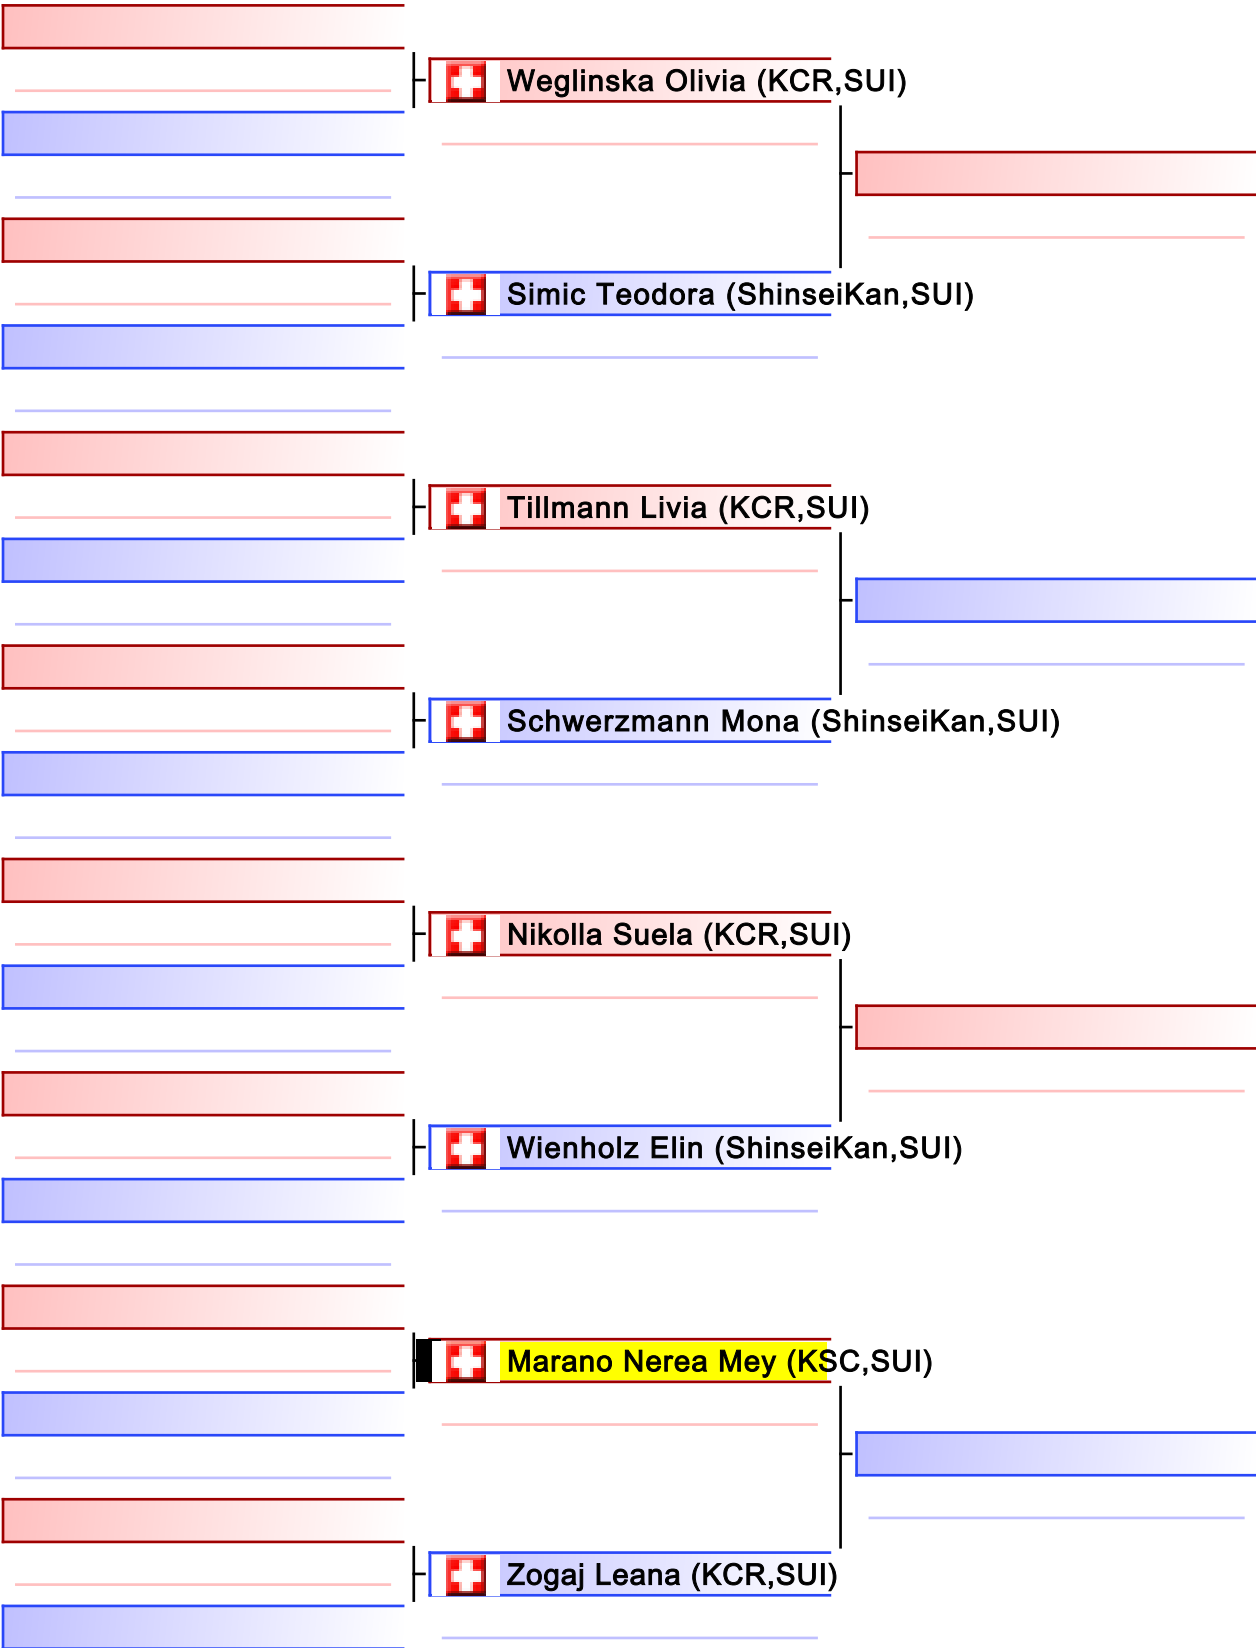 Weglinska Olivia (KCR,SUI)
Simic Teodora (ShinseiKan,SUI)
Tillmann Livia (KCR,SUI)
Schwerzmann Mona (ShinseiKan,SUI)
Nikolla Suela (KCR,SUI)
Wienholz Elin (ShinseiKan,SUI)
Marano Nerea Mey (KSC,SUI)
Zogaj Leana (KCR,SUI)